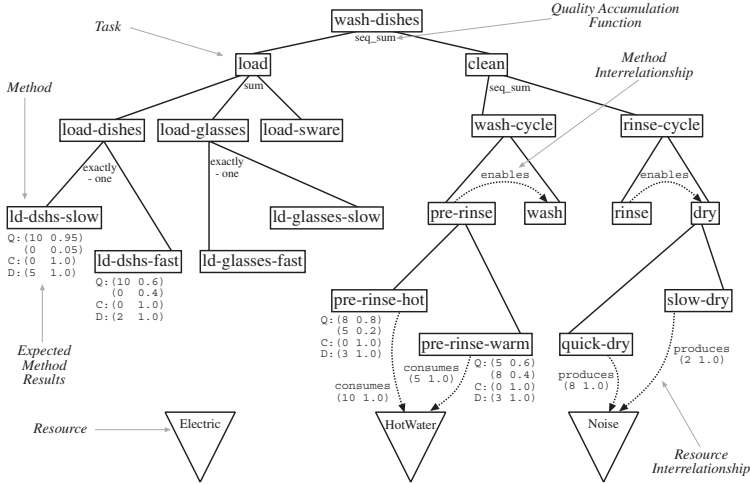 wash-dishes
Quality Accumulation
Function
Task
seq_sum
load
clean
Method
Interrelationship
sum
seq_sum
Method
load-dishes
load-glasses
load-sware
wash-cycle
rinse-cycle
exactly
- one
exactly
- one
enables
enables
ld-dshs-slow
ld-glasses-slow
pre-rinse
wash
rinse
dry
Q:(10 0.95)
(0 0.05)
C:(0 1.0)
D:(5 1.0)
ld-dshs-fast
ld-glasses-fast
Q:(10 0.6)
(0 0.4)
C:(0 1.0)
D:(2 1.0)
pre-rinse-hot
slow-dry
Q:(8 0.8)
(5 0.2)
C:(0 1.0)
D:(3 1.0)
pre-rinse-warm
quick-dry
Expected
Method
Results
Q:(5 0.6)
(8 0.4)
C:(0 1.0)
D:(3 1.0)
produces
(2 1.0)
consumes
(5 1.0)
consumes
(10 1.0)
produces
(8 1.0)
Resource
Electric
HotWater
Noise
Resource
Interrelationship